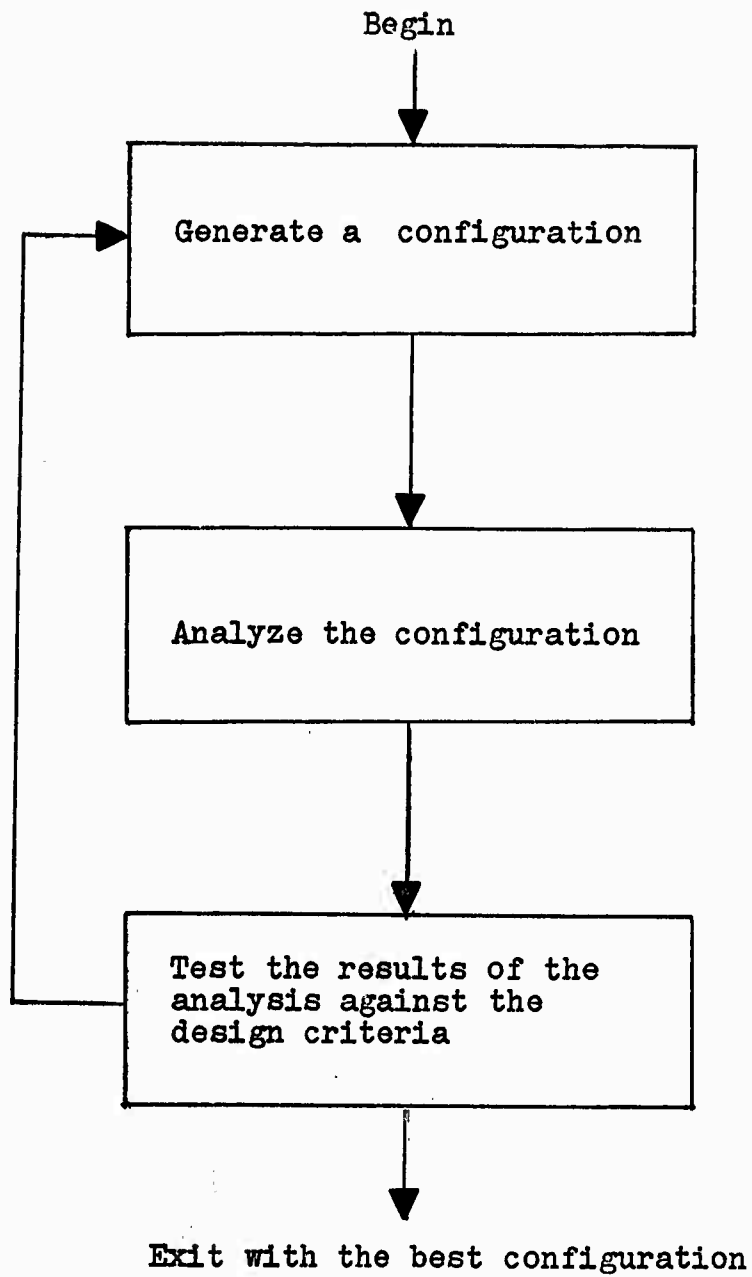 Begin
Generate a configuration
Analyze the configuration
Test the results of the
analysis against the
design criteria
Exit with the best configuration